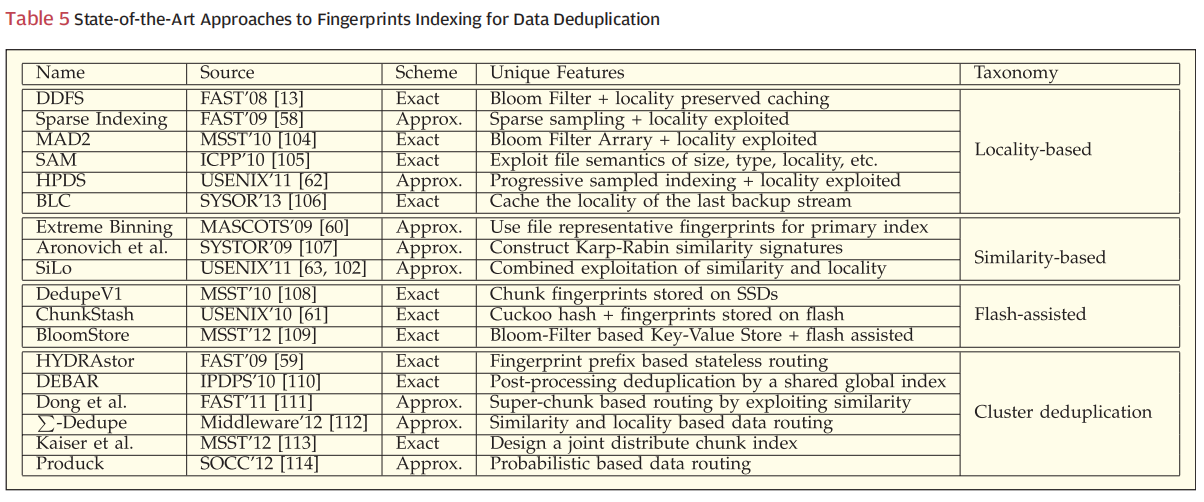 Table 5 State-of-the-Art Approaches to Fingerprints Indexing for Data Deduplication
Name Source Scheme Unique Features Taxonomy
DDFS FAST'08 [13] Exact Bloom Filter + locality preserved caching
Sparse Indexing FAST'09 [58] Approx. Sparse sampling + locality exploited
MAD2 MSST'10 [104] Exact Bloom Filter Arrary + locality exploited
Locality-based
SAM ICPP'10 [105] Exact Exploit file semantics of size, type, locality, etc.
HPDS USENIX'11 [62] Approx. Progressive sampled indexing + locality exploited
BLC SYSOR'13 [106] Exact Cache the locality of the last backup stream
Extreme Binning MASCOTS'09 [60] Approx. Use file representative fingerprints for primary index
Aronovich et al. SYSTOR'09 [107] Approx. Construct Karp-Rabin similarity signatures
Similarity-based
SiLo USENIX'11 [63, 102] Approx. Combined exploitation of similarity and locality
DedupeV1 MSST'10 [108] Exact Chunk fingerprints stored on SSDs
ChunkStash USENIX'10 [61] Exact Cuckoo hash + fingerprints stored on flash Flash-assisted
BloomStore MSST'12 [109] Exact Bloom-Filter based Key-Value Store + flash assisted
HYDRAstor FAST'09 [59] Exact Fingerprint prefix based stateless routing
DEBAR IPDPS'10 [110] Exact Post-processing deduplication by a shared global index
Dong et al. FAST'11 [111] Approx. Super-chunk based routing by exploiting similarity
Cluster deduplication
∑-Dedupe Middleware'12 [112] Approx. Similarity and locality based data routing
Kaiser et al. MSST'12 [113] Exact Design a joint distribute chunk index
Produck SOCC'12 [114] Approx. Probabilistic based data routing